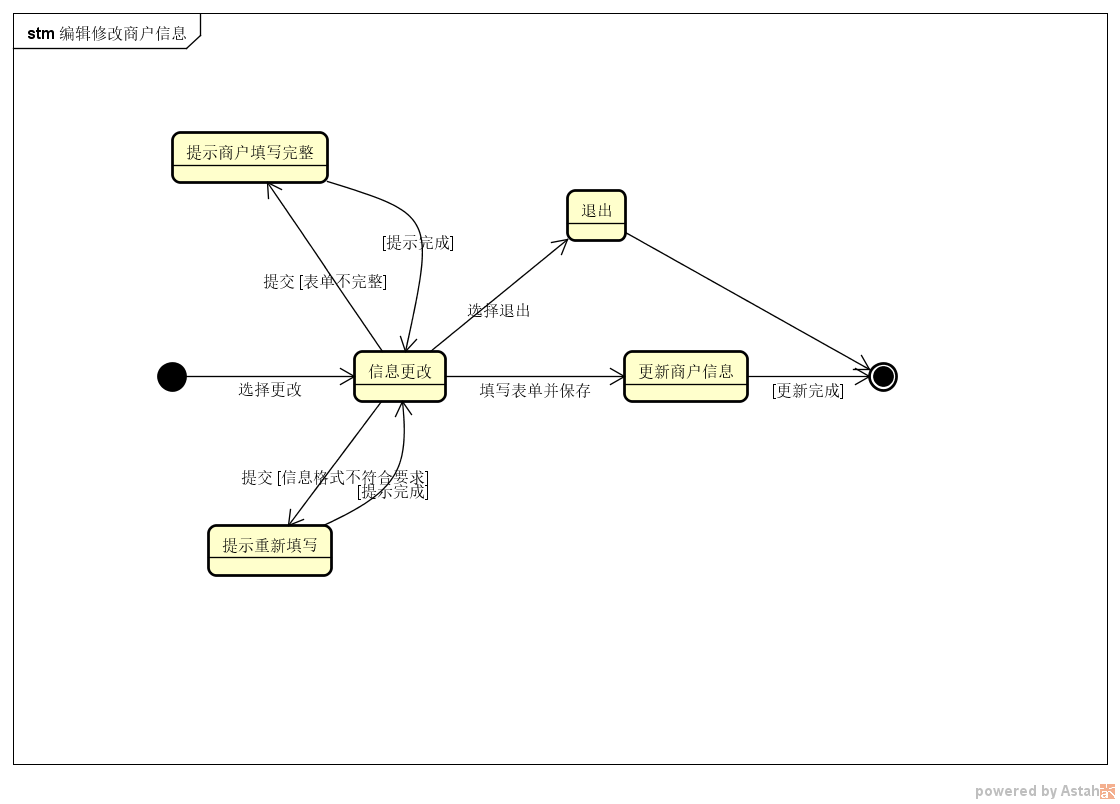 stm 编辑修改商户信息
提示商户填写完整
退出
[提示完成]
提交 [表单不完整]
选择退出
信息更改
更新商户信息
选择更改
填写表单并保存
[更新完成]
提交 [信息格式不符合要求]
[提示完成]
提示重新填写
powered by Astah